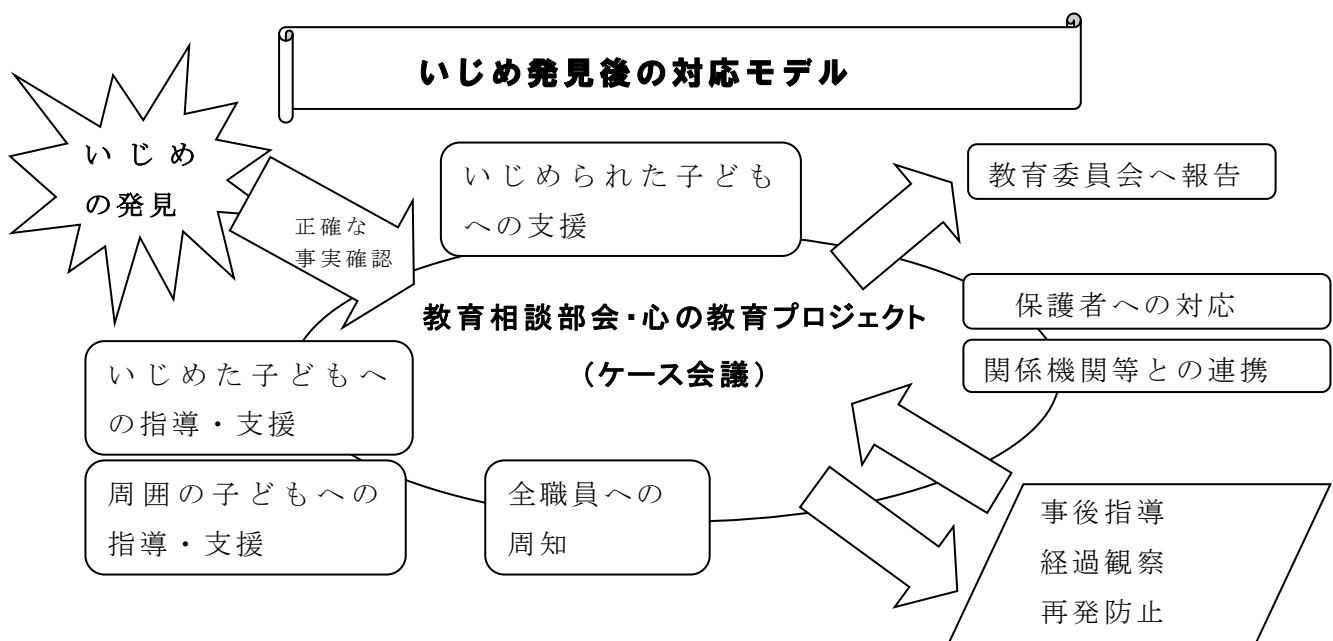 いじめ発見後の対応モデル
いじめ
の発見
正確な
事実確認
いじめられた子ども
への支援
教育委員会へ報告
保護者への対応
関係機関等との連携
教育相談部会・心の教育プロジェクト
（ケース会議）
いじめた子どもへ
の指導・支援
周囲の子どもへの
指導・支援
全職員への
周知
事後指導
経過観察
再発防止